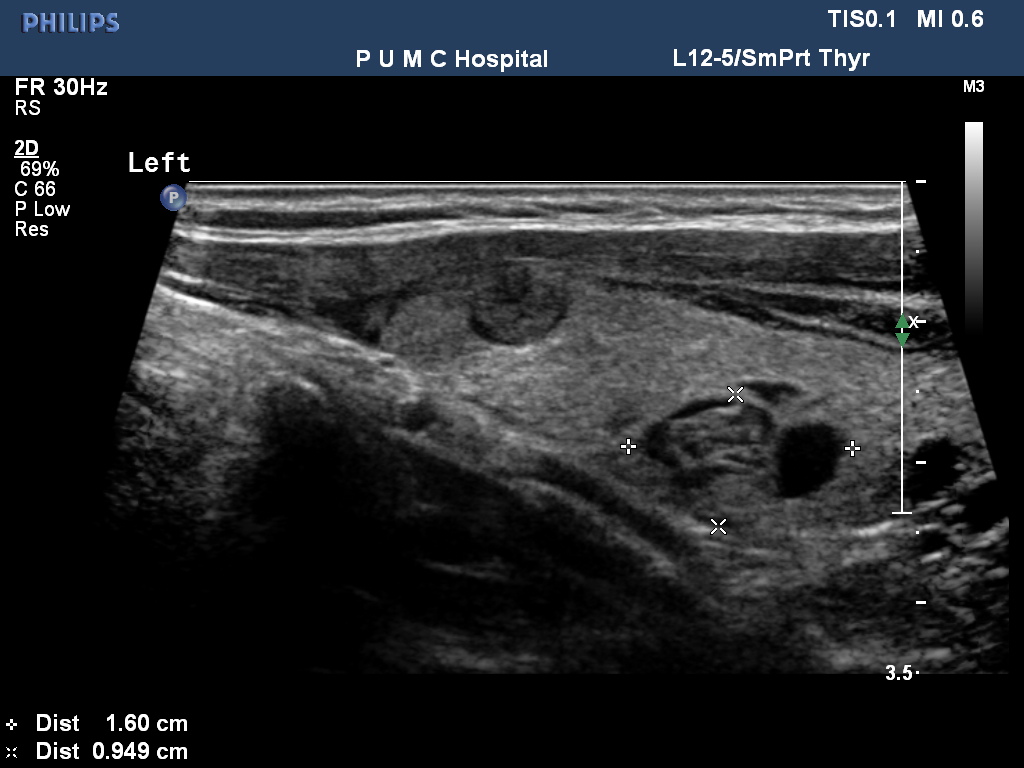 PHILIPS
TIS0.1 MI 0.6
P U M C Hospital
L12-5/SmPrt Thyr
FR 30Hz
RS
M3
2D
69%
C 66
P Low
Res
Left
P
X
3.5
Dist 1.60 cm
Dist 0.949 cm